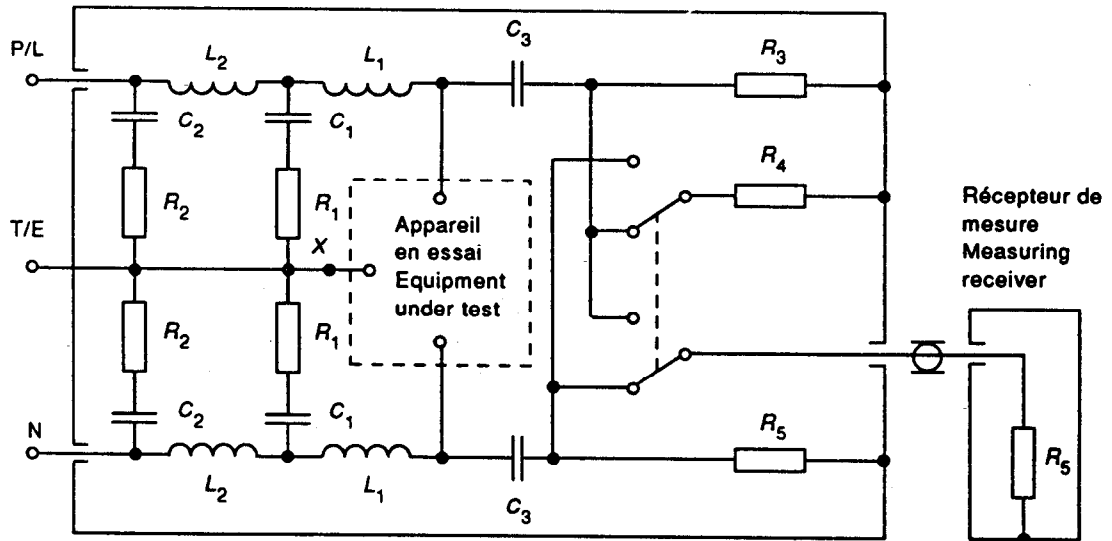 P/L
L2
L1
C3
R3
C2
C1
R4
R2
R1
X
T/E
Appareil
en essai
Equipment
under test
Récepteur de
mesure
Measuring
receiver
R2
R1
C2
C1
N
L2
L1
C3
R5
R5